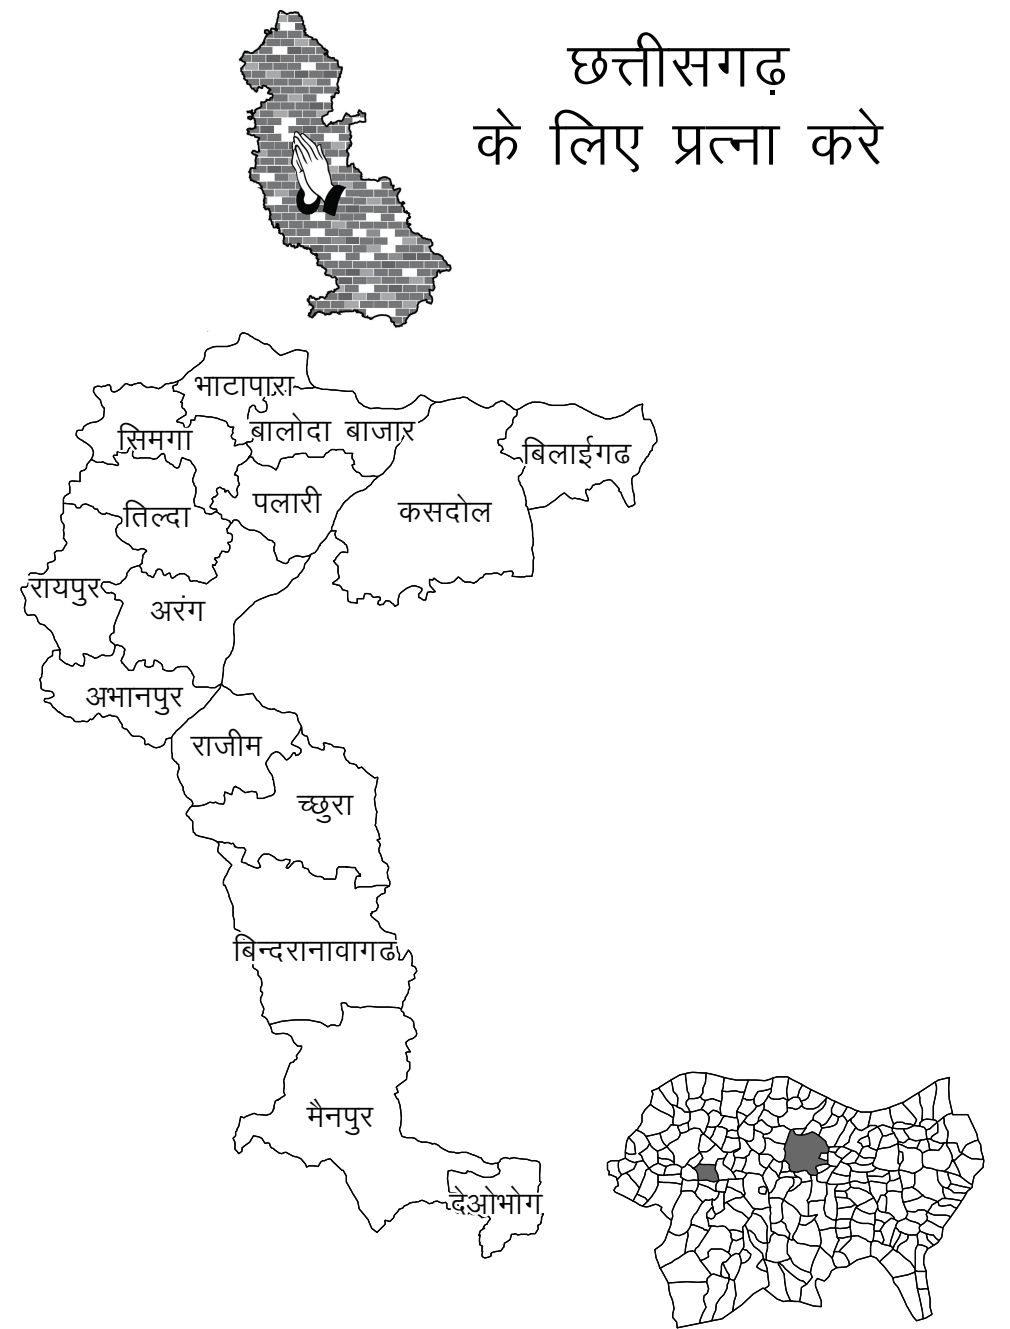 छत्तीसगढ़
के लिए प्रत्ना करे
भाटापारा
सिमगा
बालोदा बाजार
बिलाईगढ
पलारी
कसदोल
तिल्दा
रायपुर
अरंग
अभानपुर
राजीम
च्छुरा
बिन्दरानावागढ
मैनपुर
देओभोग